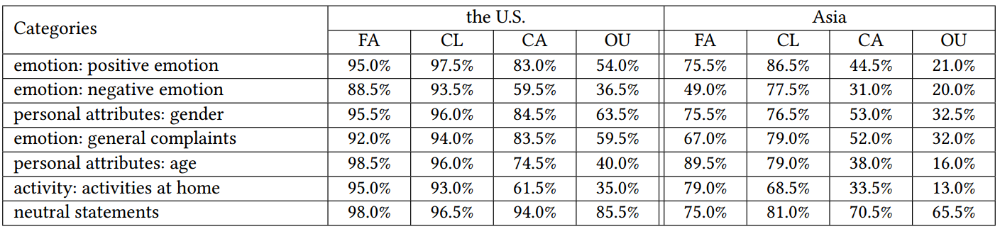 Categories the U.S. Asia
FA CL CA OU FA CL CA OU
emotion: positive emotion 95.0% 97.5% 83.0% 54.0% 75.5% 86.5% 44.5% 21.0%
emotion: negative emotion 88.5% 93.5% 59.5% 36.5% 49.0% 77.5% 31.0% 20.0%
personal attributes: gender 95.5% 96.0% 84.5% 63.5% 75.5% 76.5% 53.0% 32.5%
emotion: general complaints 92.0% 94.0% 83.5% 59.5% 67.0% 79.0% 52.0% 32.0%
personal attributes: age 98.5% 96.0% 74.5% 40.0% 89.5% 79.0% 38.0% 16.0%
activity: activities at home 95.0% 93.0% 61.5% 35.0% 79.0% 68.5% 33.5% 13.0%
neutral statements 98.0% 96.5% 94.0% 85.5% 75.0% 81.0% 70.5% 65.5%